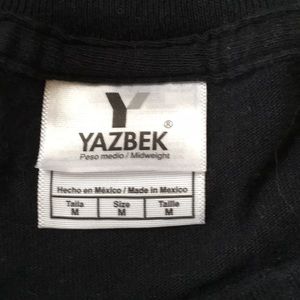 Y
YAZBEK®
Peso medio / Midweight
Hecho en México / Made in Mexico
Talla Size Taille
M M M